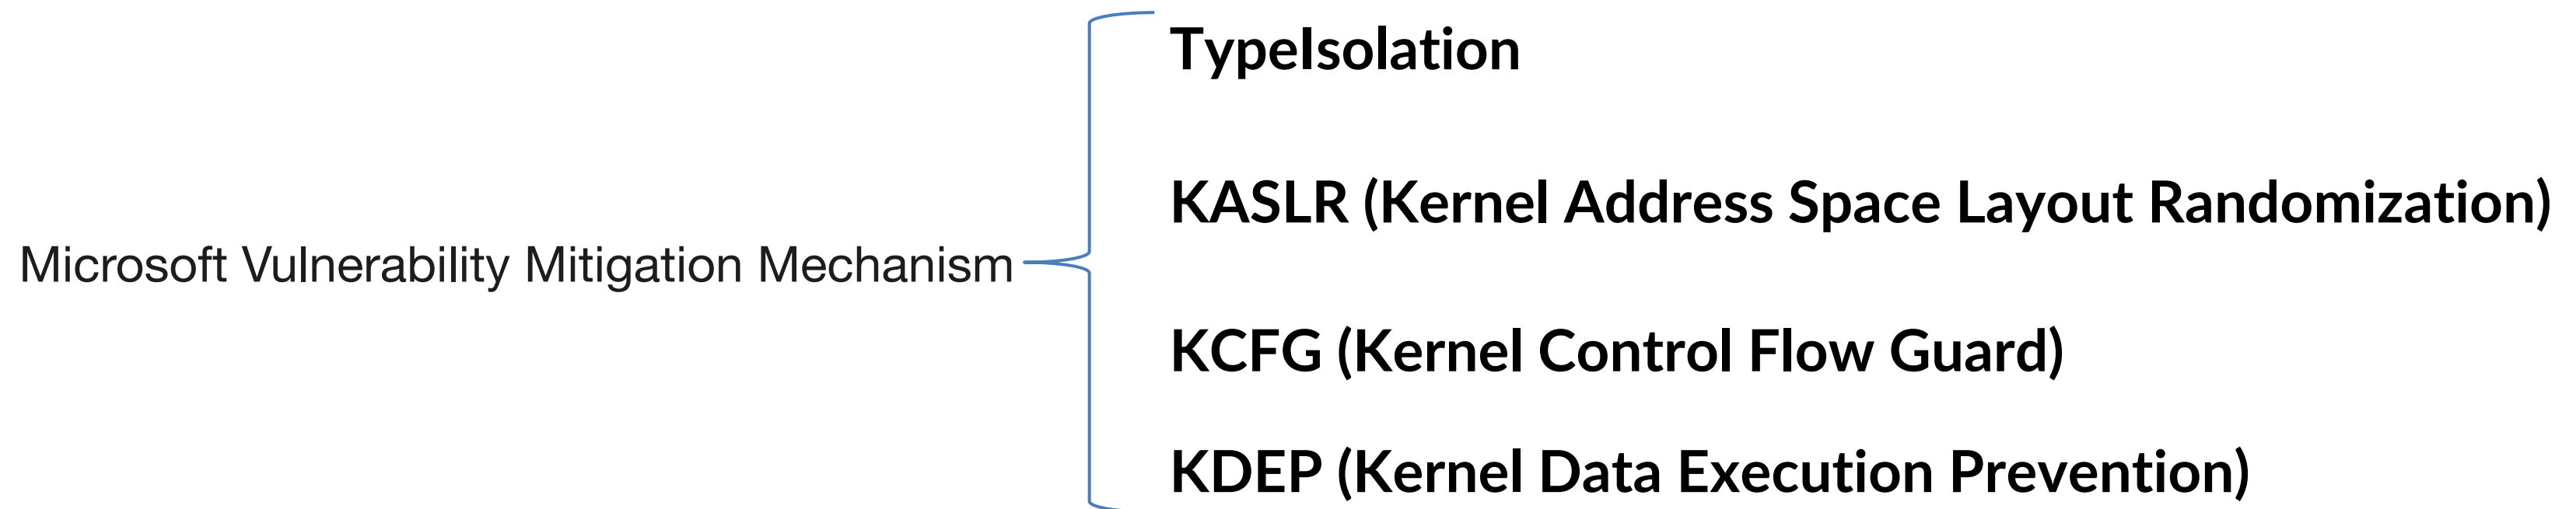 TypeIsolation
KASLR (Kernel Address Space Layout Randomization)
Microsoft Vulnerability Mitigation Mechanism
KCFG (Kernel Control Flow Guard)
KDEP (Kernel Data Execution Prevention)